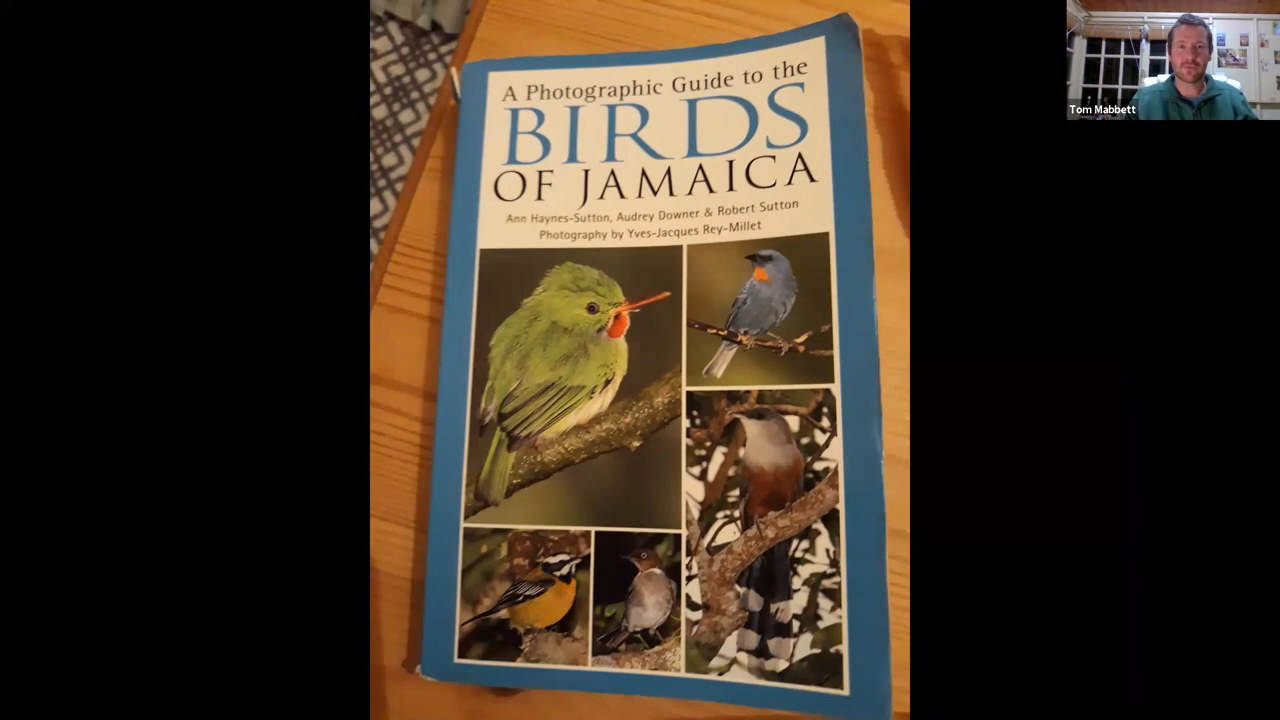 A Photographic Guide to the
BIRDS
OF JAMAICA
Ann Haynes-Sutton, Audrey Downer & Robert Sutton
Photography by Yves-Jacques Rey-Millet
Tom Mabbett